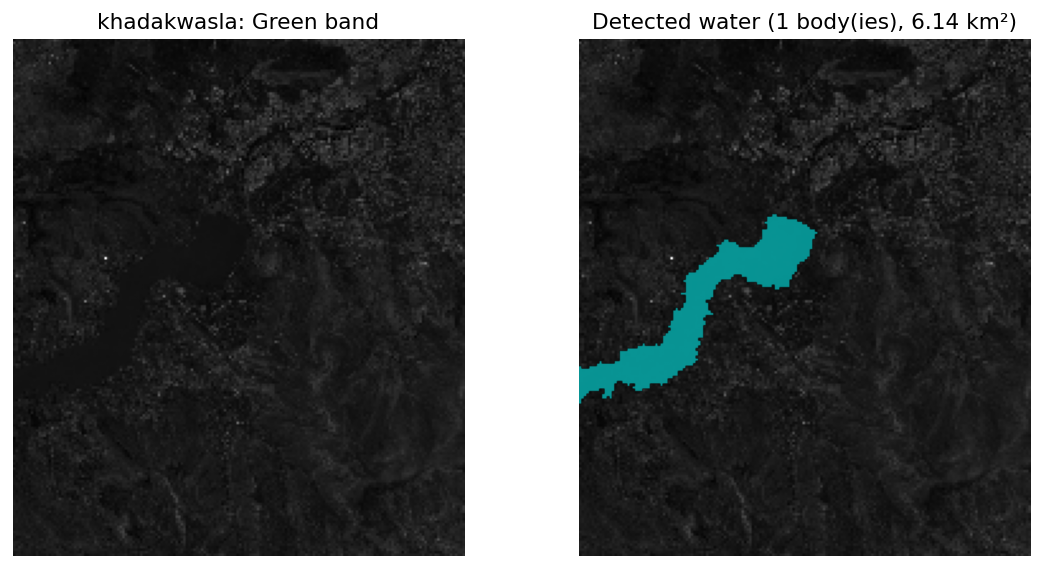 khadakwasla: Green band
Detected water (1 body(ies), 6.14 km²)